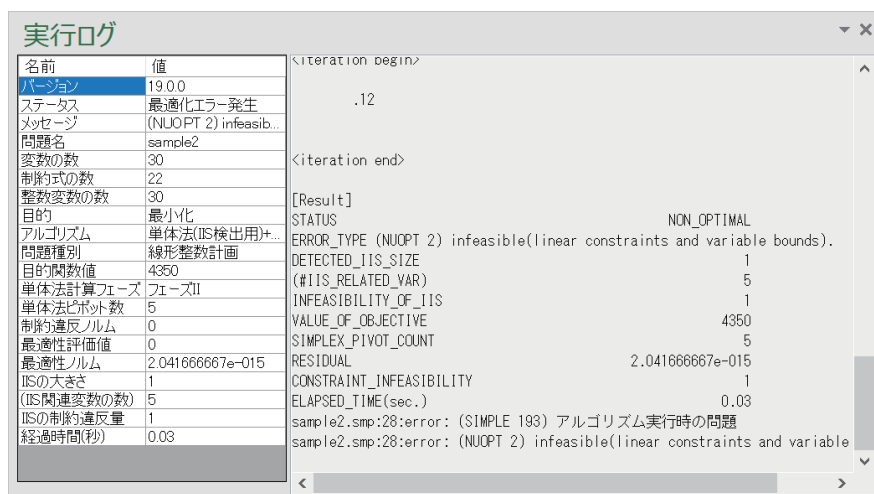 実行ログ
名前 値
バージョン 19.0.0
ステータス 最適化エラー発生
メッセージ (NUOPT 2) infeasib...
問題名 sample2
変数の数 30
制約式の数 22
整数変数の数 30
目的 最小化
アルゴリズム 単体法(IIS検出用)+...
問題種別 線形整数計画
目的関数値 4350
単体法計算フェーズ フェーズII
単体法ピボット数 5
制約違反ノルム 0
最適性評価値 0
最適性ノルム 2.041666667e-015
IISの大きさ 1
(IIS関連変数の数) 5
IISの制約違反量 1
経過時間(秒) 0.03
<iteration begin>
.12
<iteration end>
[Result]
STATUS NON_OPTIMAL
ERROR_TYPE (NUOPT 2) infeasible(linear constraints and variable bounds).
DETECTED_IIS_SIZE 1
(#IIS_RELATED_VAR) 5
INFEASIBILITY_OF_IIS 1
VALUE_OF_OBJECTIVE 4350
SIMPLEX_PIVOT_COUNT 5
RESIDUAL 2.041666667e-015
CONSTRAINT_INFEASIBILITY 1
ELAPSED_TIME(sec.) 0.03
sample2.smp:28:error: (SIMPLE 193) アルゴリズム実行時の問題
sample2.smp:28:error: (NUOPT 2) infeasible(linear constraints and variable